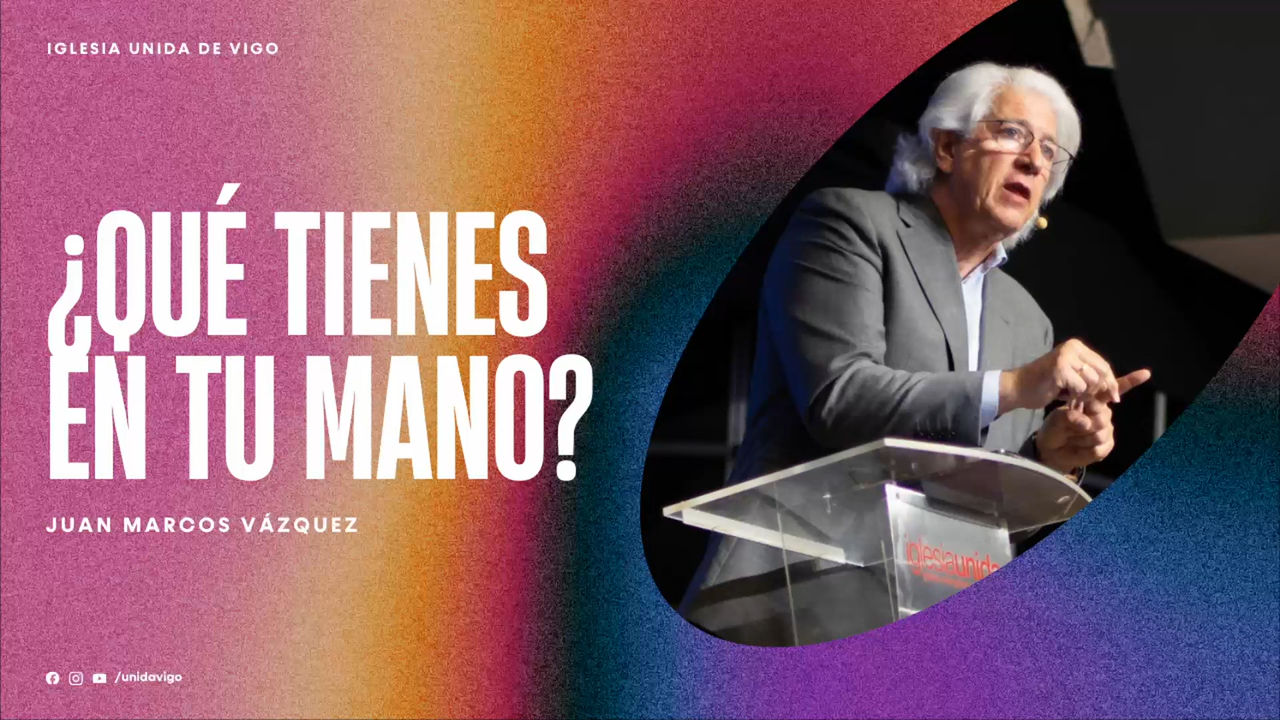 IGLESIA UNIDA DE VIGO
¿QUÉ TIENES
EN TU MANO?
JUAN MARCOS VÁZQUEZ
/unidavigo
iglesiaunida